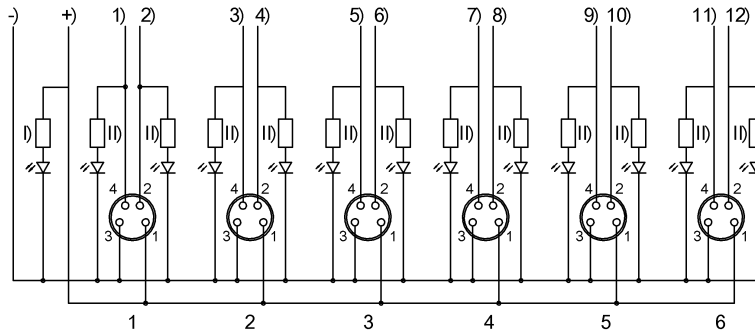 -) +) 1) 2) 3) 4) 5) 6) 7) 8) 9) 10) 11) 12)
I) II) II) II) II) II) II) II) II) II) II) II) II)
4 2 4 2 4 2 4 2 4 2 4 2
3 1 3 1 3 1 3 1 3 1 3 1
1 2 3 4 5 6